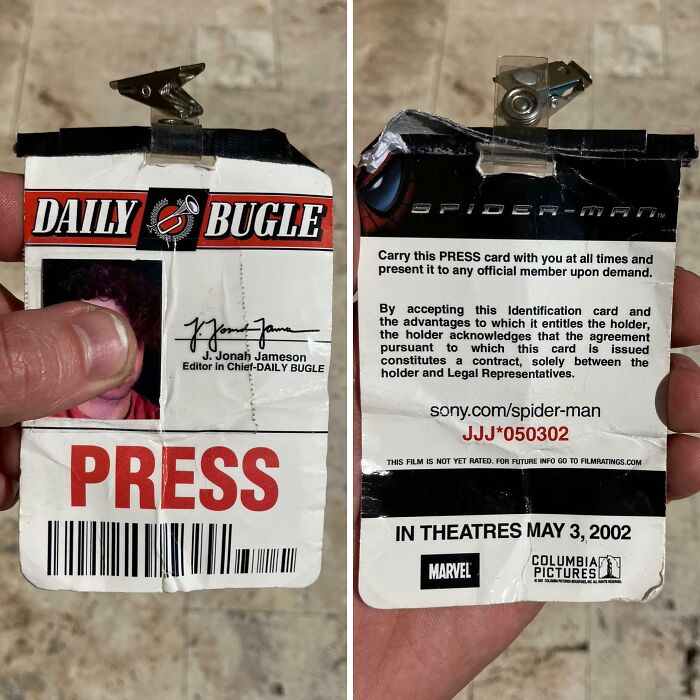 DAILY BUGLE
J. Jonah Jameson
J. Jonah Jameson
Editor in Chief-DAILY BUGLE
PRESS
SPIDER-MAN™
Carry this PRESS card with you at all times and
present it to any official member upon demand.
By accepting this Identification card and
the advantages to which it entitles the holder,
the holder acknowledges that the agreement
pursuant to which this card is issued
constitutes a contract, solely between the
holder and Legal Representatives.
sony.com/spider-man
JJJ*050302
THIS FILM IS NOT YET RATED. FOR FUTURE INFO GO TO FILMRATINGS.COM
IN THEATRES MAY 3, 2002
MARVEL
COLUMBIA
PICTURES